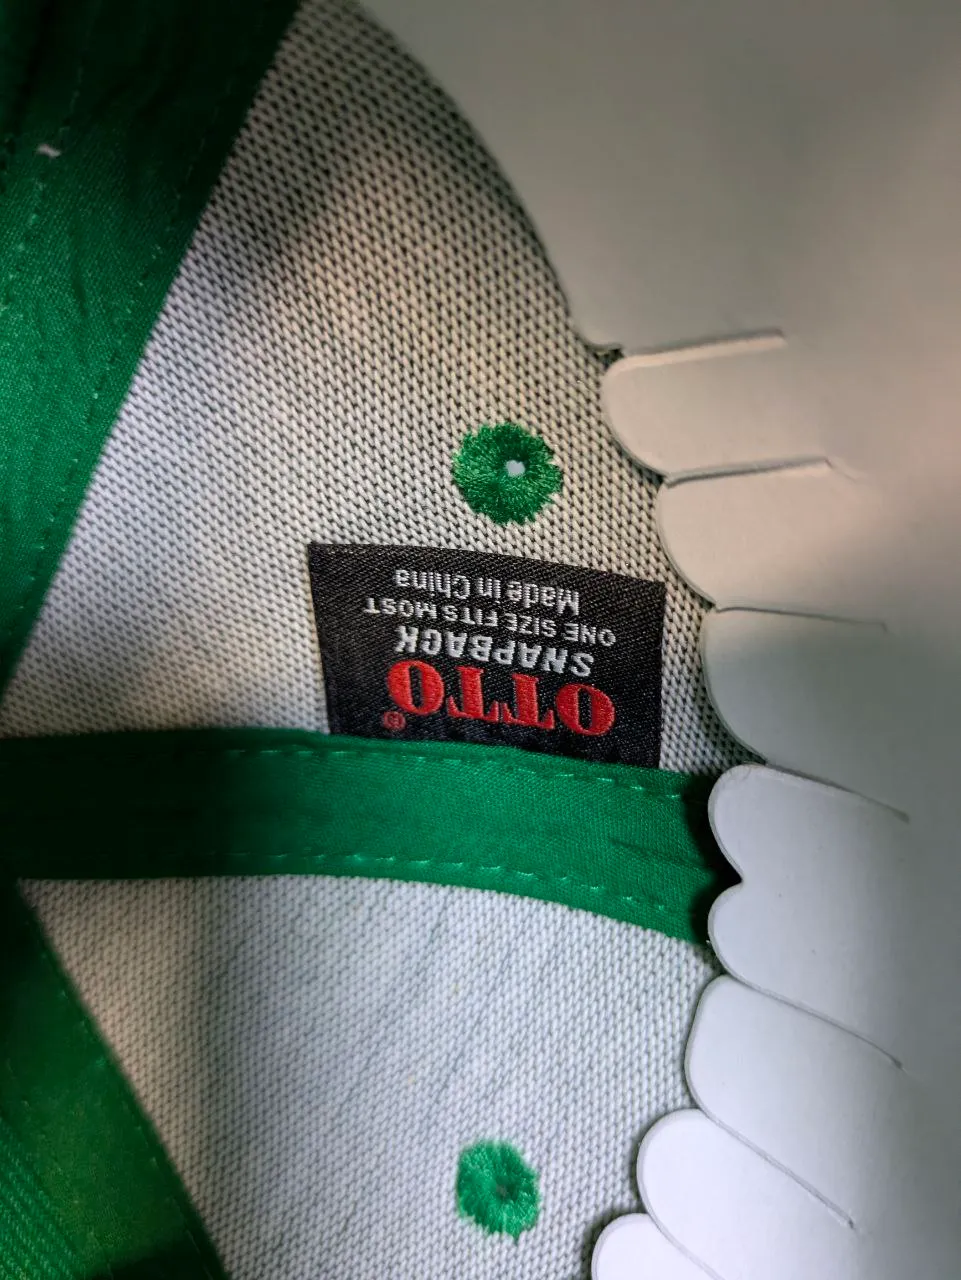 OTTO®
SNAPBACK
ONE SIZE FITS MOST
Made in China